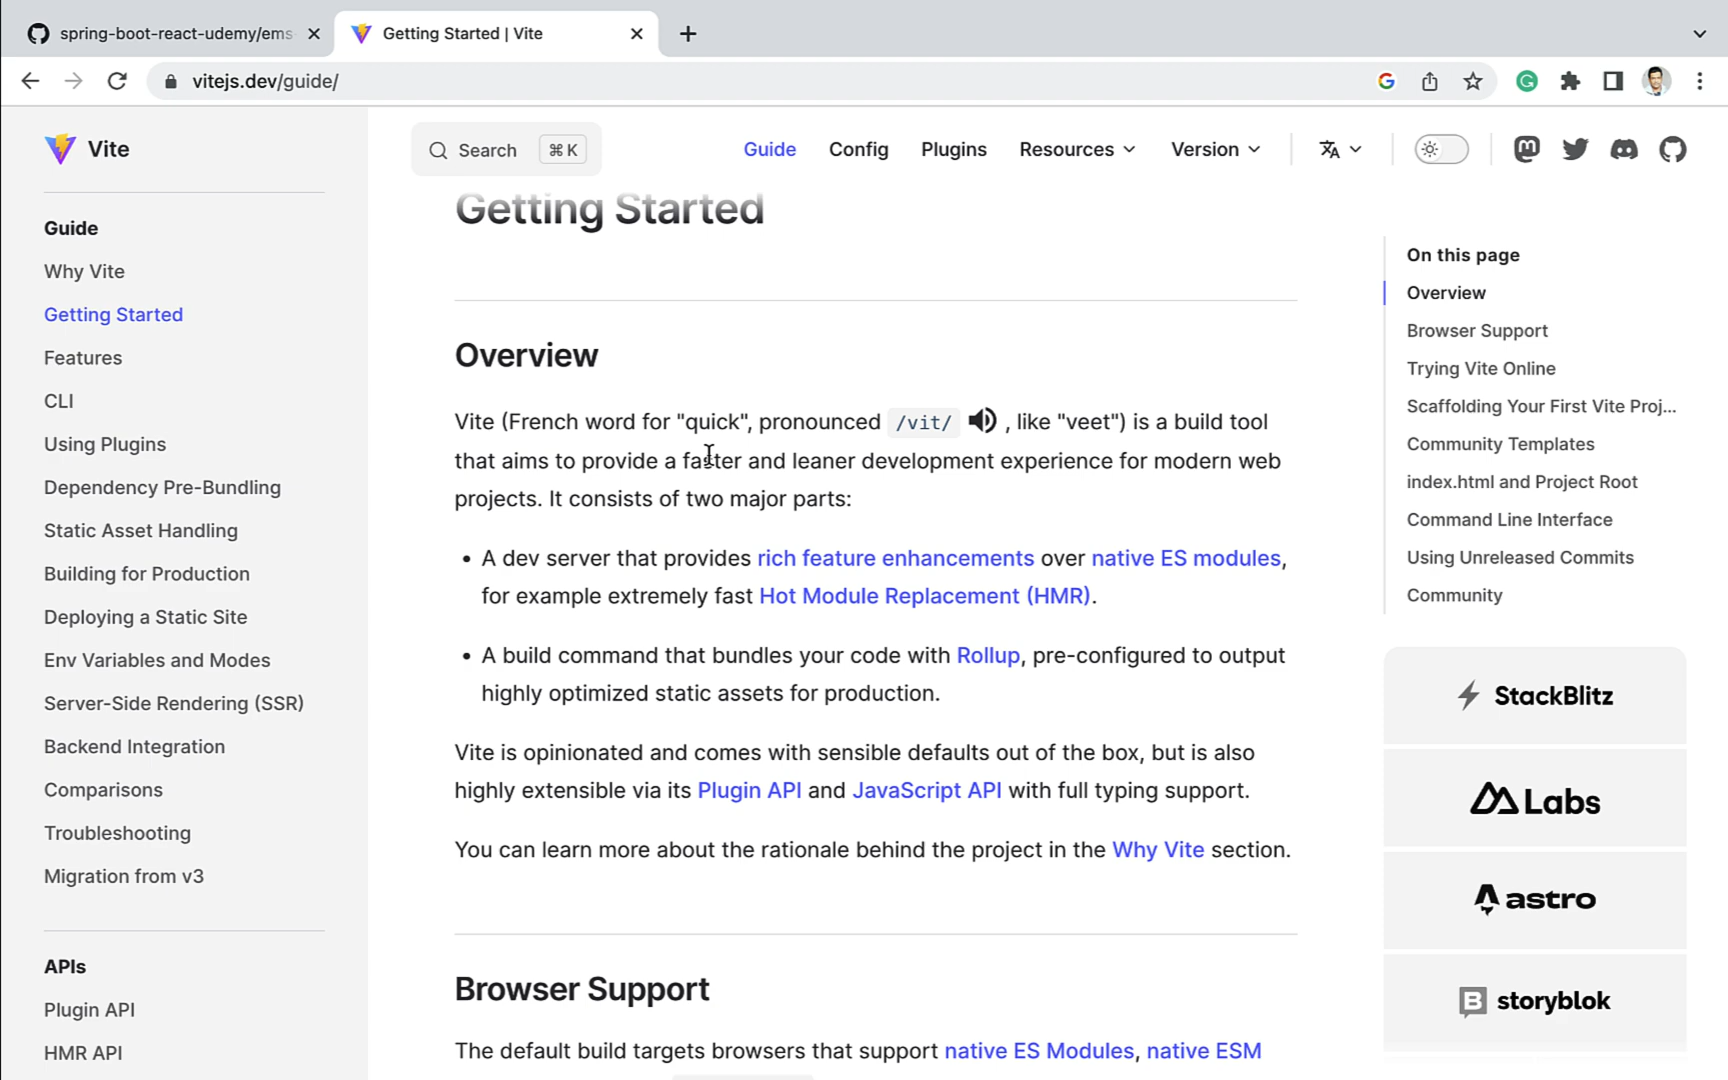 spring-boot-react-udemy/ems
Getting Started | Vite
vitejs.dev/guide/
Vite
Search ⌘ K
Guide Config Plugins Resources Version
Guide
Why Vite
Getting Started
Features
CLI
Using Plugins
Dependency Pre-Bundling
Static Asset Handling
Building for Production
Deploying a Static Site
Env Variables and Modes
Server-Side Rendering (SSR)
Backend Integration
Comparisons
Troubleshooting
Migration from v3
APIs
Plugin API
HMR API
Getting Started
Overview
Vite (French word for "quick", pronounced /vit/ , like "veet") is a build tool
that aims to provide a faster and leaner development experience for modern web
projects. It consists of two major parts:
• A dev server that provides rich feature enhancements over native ES modules,
for example extremely fast Hot Module Replacement (HMR).
• A build command that bundles your code with Rollup, pre-configured to output
highly optimized static assets for production.
Vite is opinionated and comes with sensible defaults out of the box, but is also
highly extensible via its Plugin API and JavaScript API with full typing support.
You can learn more about the rationale behind the project in the Why Vite section.
Browser Support
The default build targets browsers that support native ES Modules, native ESM
On this page
Overview
Browser Support
Trying Vite Online
Scaffolding Your First Vite Proj...
Community Templates
index.html and Project Root
Command Line Interface
Using Unreleased Commits
Community
StackBlitz
Labs
astro
storyblok